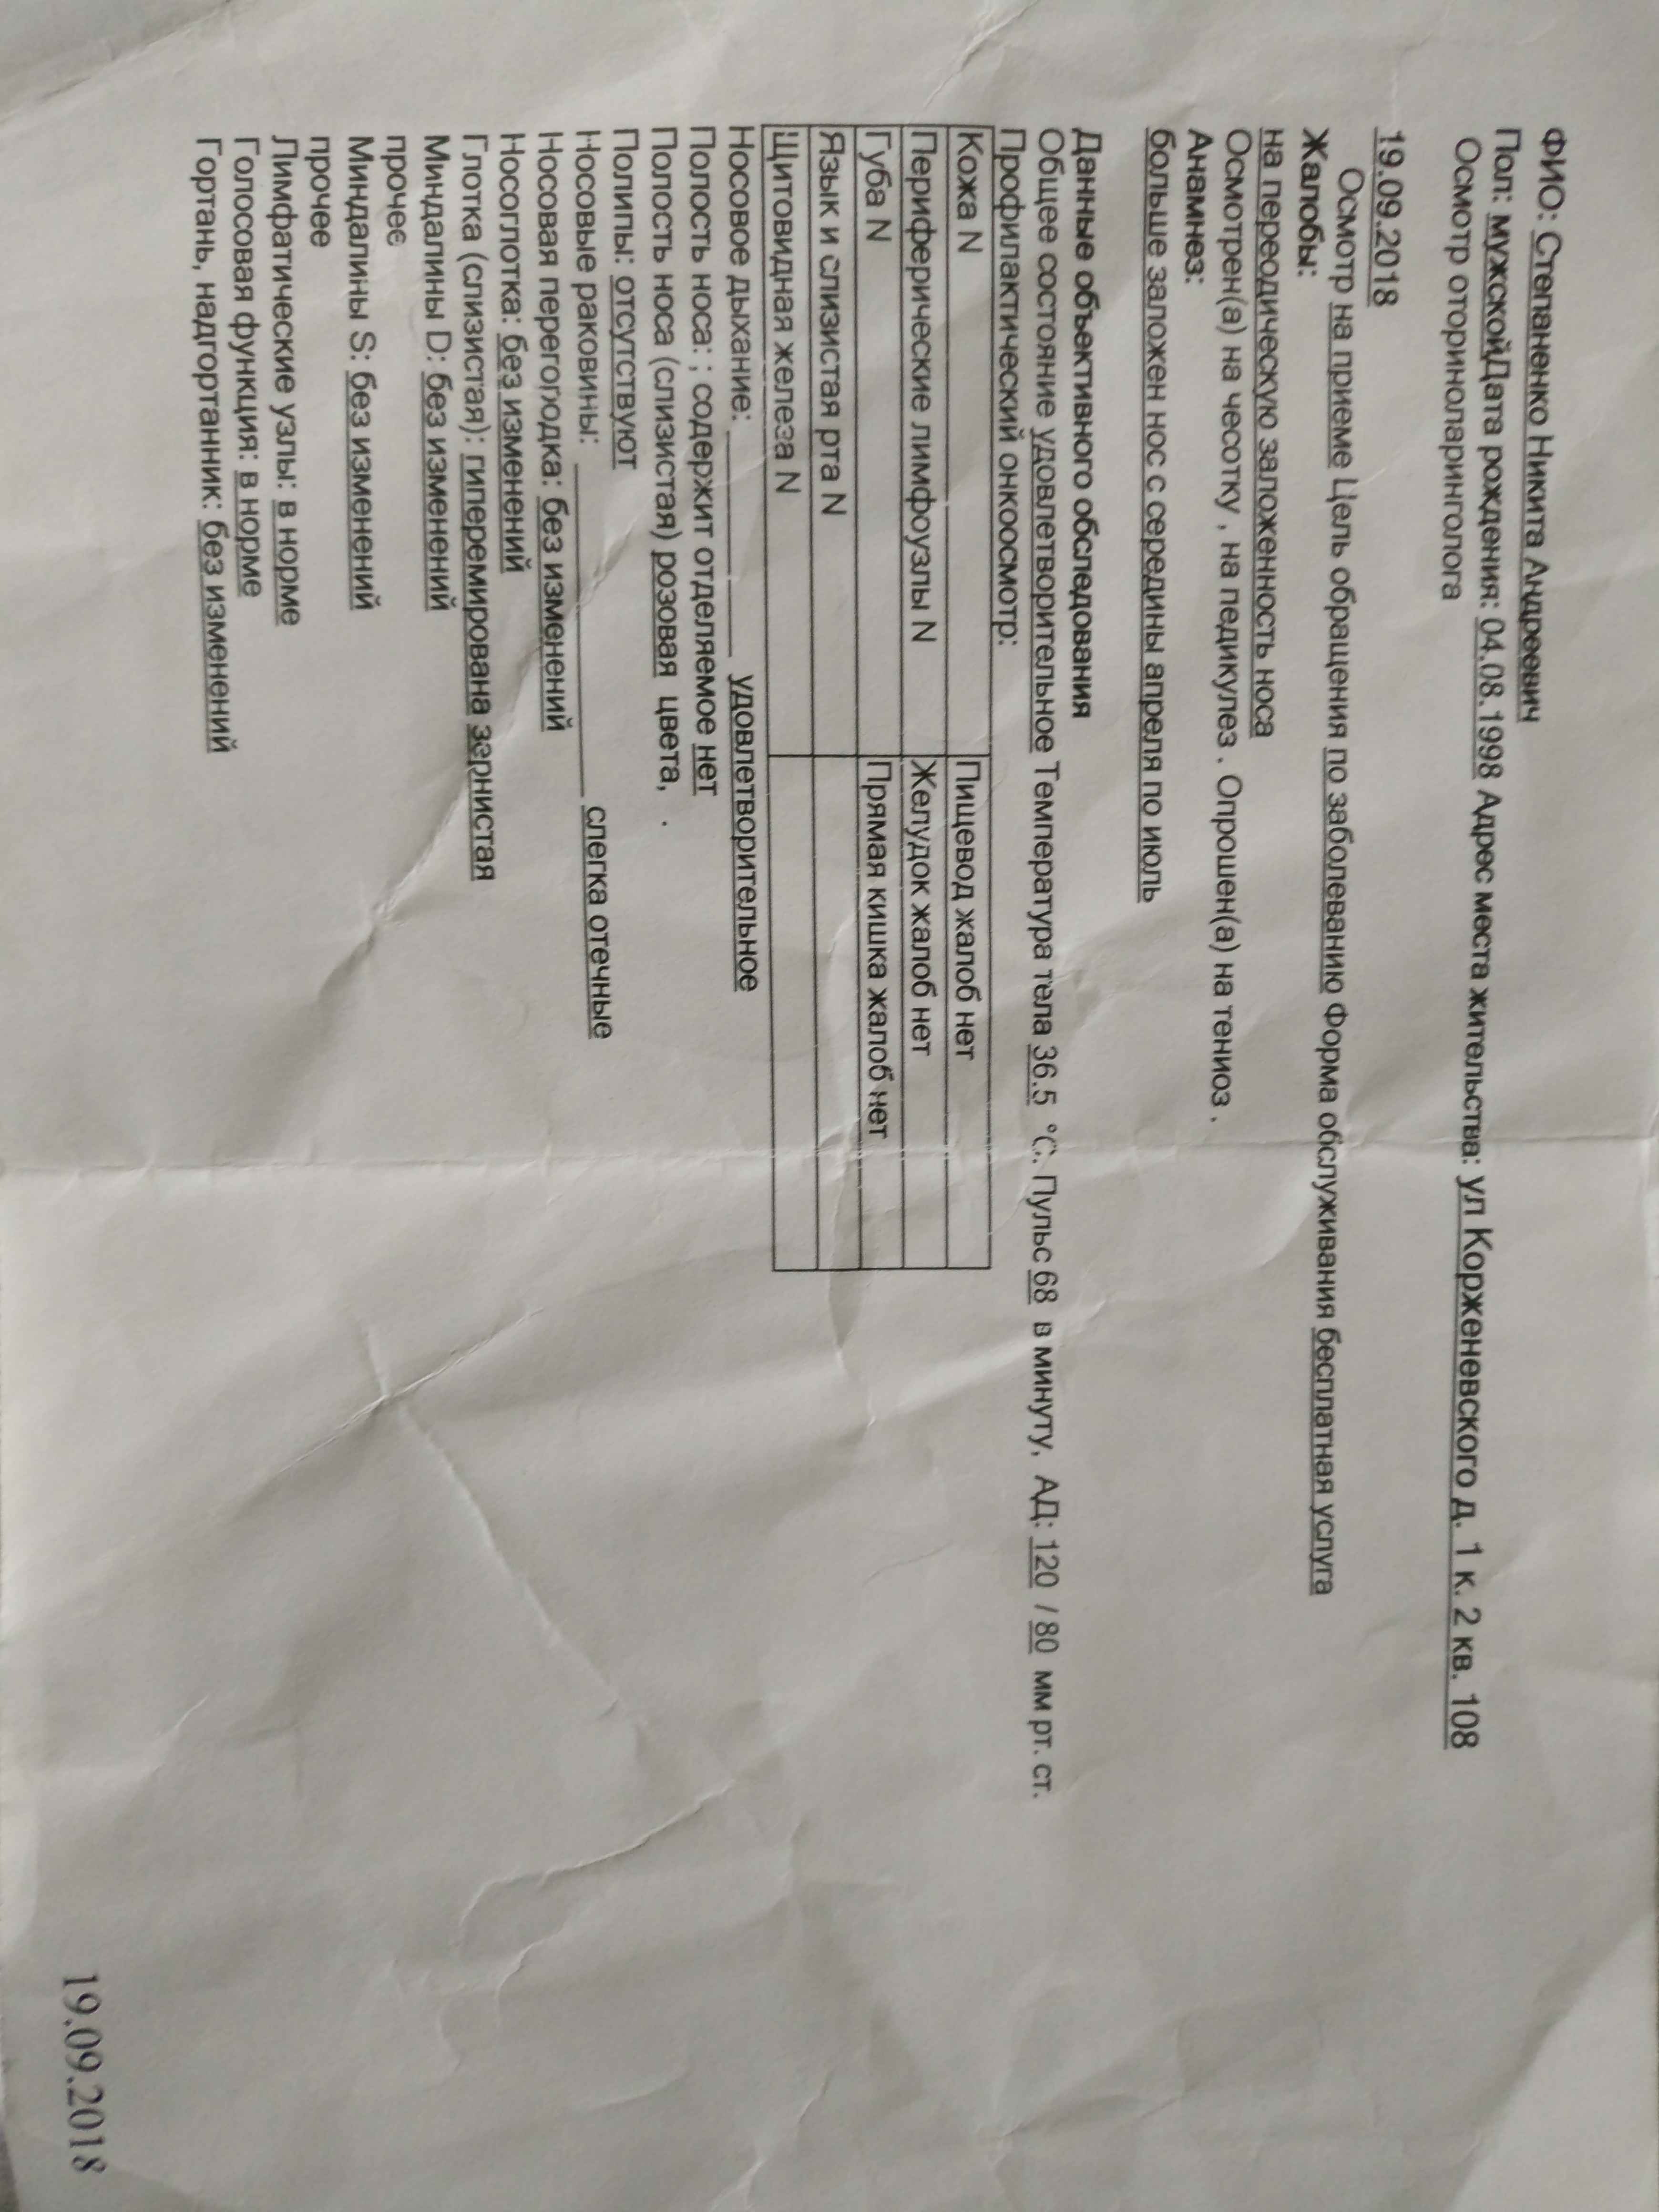 ФИО: Степаненко Никита Андреевич
Пол: мужскойДата рождения: 04.08.1998 Адрес места жительства: ул Корженевского д. 1 к. 2 кв. 108
Осмотр оториноларинголога
19.09.2018
Осмотр на приеме Цель обращения по заболеванию Форма обслуживания бесплатная услуга
Жалобы:
на переодическую заложенность носа
Осмотрен(а) на чесотку , на педикулез . Опрошен(а) на тениоз .
Анамнез:
больше заложен нос с середины апреля по июль
Данные объективного обследования
Общее состояние удовлетворительное Температура тела 36.5 °С. Пульс 68 в минуту, АД: 120 / 80 мм рт. ст.
Профилактический онкоосмотр:
Кожа N Пищевод жалоб нет
Периферические лимфоузлы N Желудок жалоб нет
Губа N Прямая кишка жалоб нет
Язык и слизистая рта N
Щитовидная железа N
Носовое дыхание: ____________ удовлетворительное
Полость носа: ; содержит отделяемое нет
Полость носа (слизистая) розовая цвета, .
Полипы: отсутствуют
Носовые раковины: ____________ слегка отечные
Носовая перегородка: без изменений
Носоглотка: без изменений
Глотка (слизистая): гиперемирована зернистая
Миндалины D: без изменений
прочее
Миндалины S: без изменений
прочее
Лимфатические узлы: в норме
Голосовая функция: в норме
Гортань, надгортанник: без изменений
19.09.2018